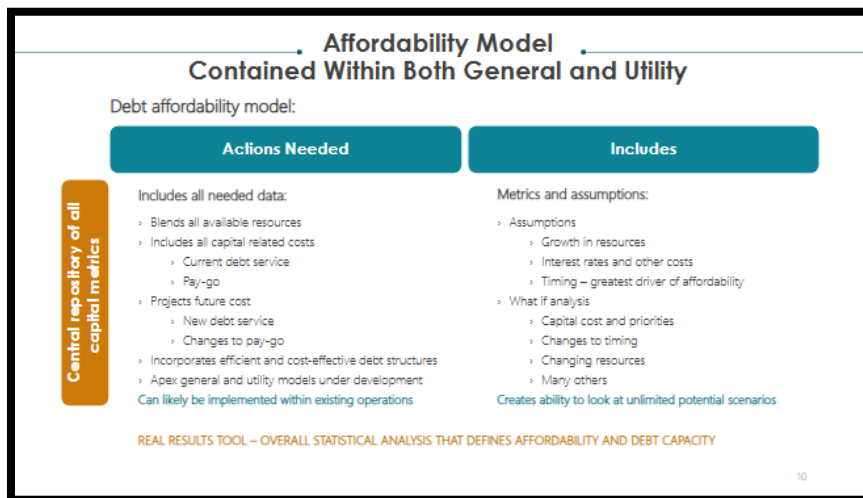 Affordability Model
Contained Within Both General and Utility
Debt affordability model:
Actions Needed
Includes
Central repository of all
capital metrics
Includes all needed data:
› Blends all available resources
› Includes all capital related costs
› Current debt service
› Pay-go
› Projects future cost
› New debt service
› Changes to pay-go
› Incorporates efficient and cost-effective debt structures
› Apex general and utility models under development
Can likely be implemented within existing operations
Metrics and assumptions:
› Assumptions
› Growth in resources
› Interest rates and other costs
› Timing – greatest driver of affordability
› What if analysis
› Capital cost and priorities
› Changes to timing
› Changing resources
› Many others
Creates ability to look at unlimited potential scenarios
REAL RESULTS TOOL – OVERALL STATISTICAL ANALYSIS THAT DEFINES AFFORDABILITY AND DEBT CAPACITY
10